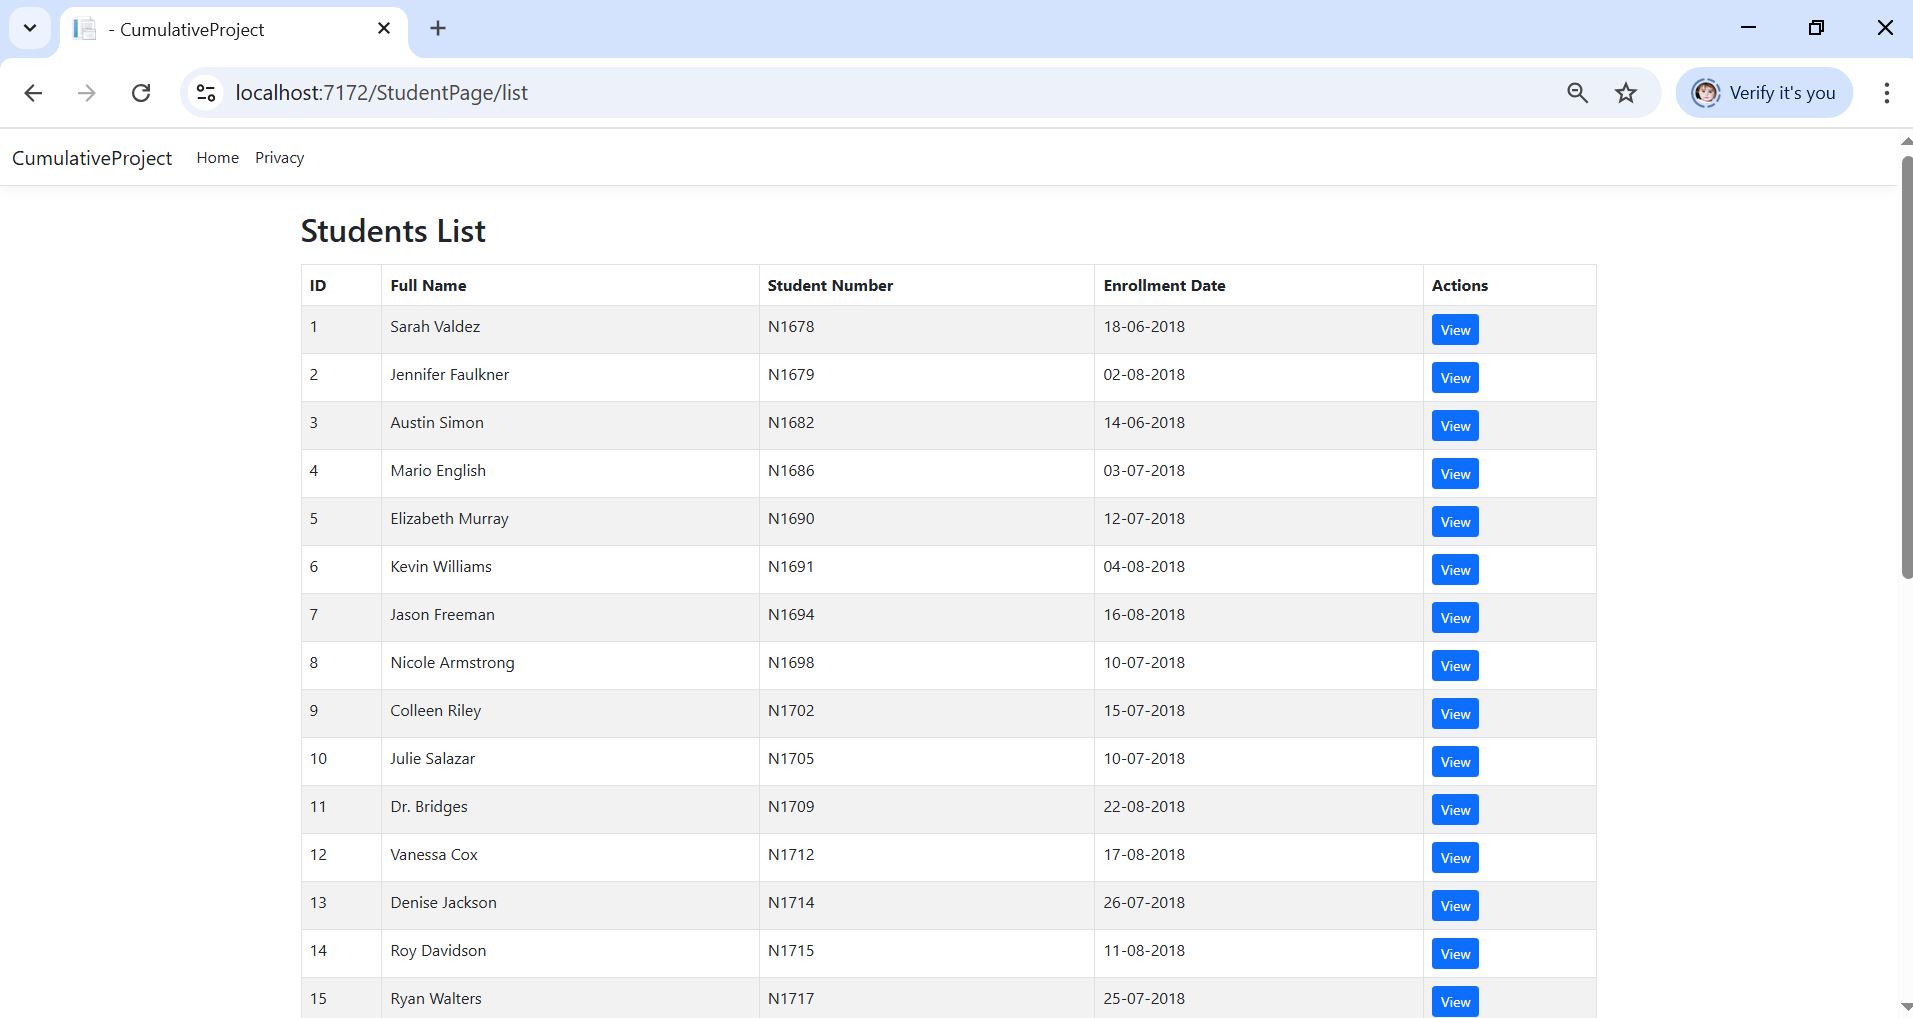 - CumulativeProject
localhost:7172/StudentPage/list
Verify it's you
CumulativeProject Home Privacy
Students List
ID Full Name Student Number Enrollment Date Actions
1 Sarah Valdez N1678 18-06-2018 View
2 Jennifer Faulkner N1679 02-08-2018 View
3 Austin Simon N1682 14-06-2018 View
4 Mario English N1686 03-07-2018 View
5 Elizabeth Murray N1690 12-07-2018 View
6 Kevin Williams N1691 04-08-2018 View
7 Jason Freeman N1694 16-08-2018 View
8 Nicole Armstrong N1698 10-07-2018 View
9 Colleen Riley N1702 15-07-2018 View
10 Julie Salazar N1705 10-07-2018 View
11 Dr. Bridges N1709 22-08-2018 View
12 Vanessa Cox N1712 17-08-2018 View
13 Denise Jackson N1714 26-07-2018 View
14 Roy Davidson N1715 11-08-2018 View
15 Ryan Walters N1717 25-07-2018 View